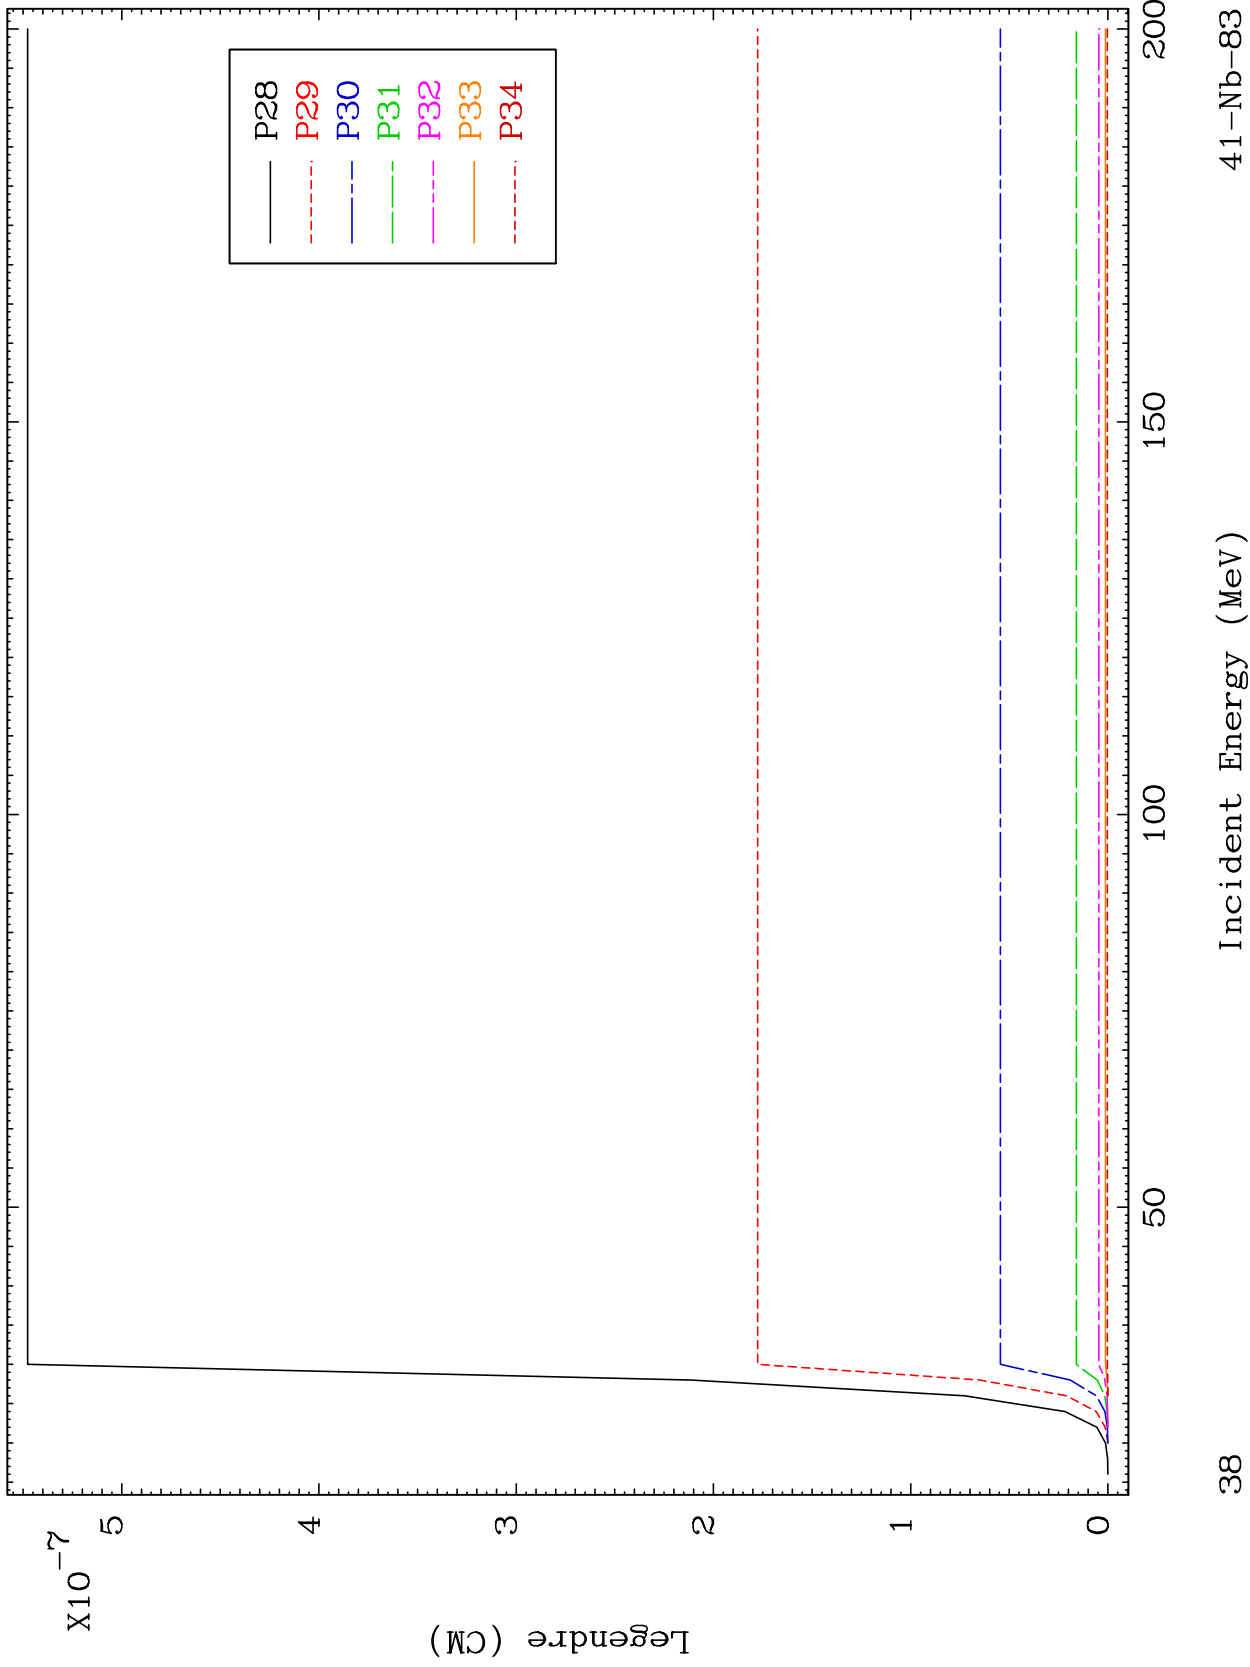 X10
-7
5
4
3
2
1
0
Legendre (CM)
P28
P29
P30
P31
P32
P33
P34
50
100
150
200
Incident Energy (MeV)
38
41-Nb-83